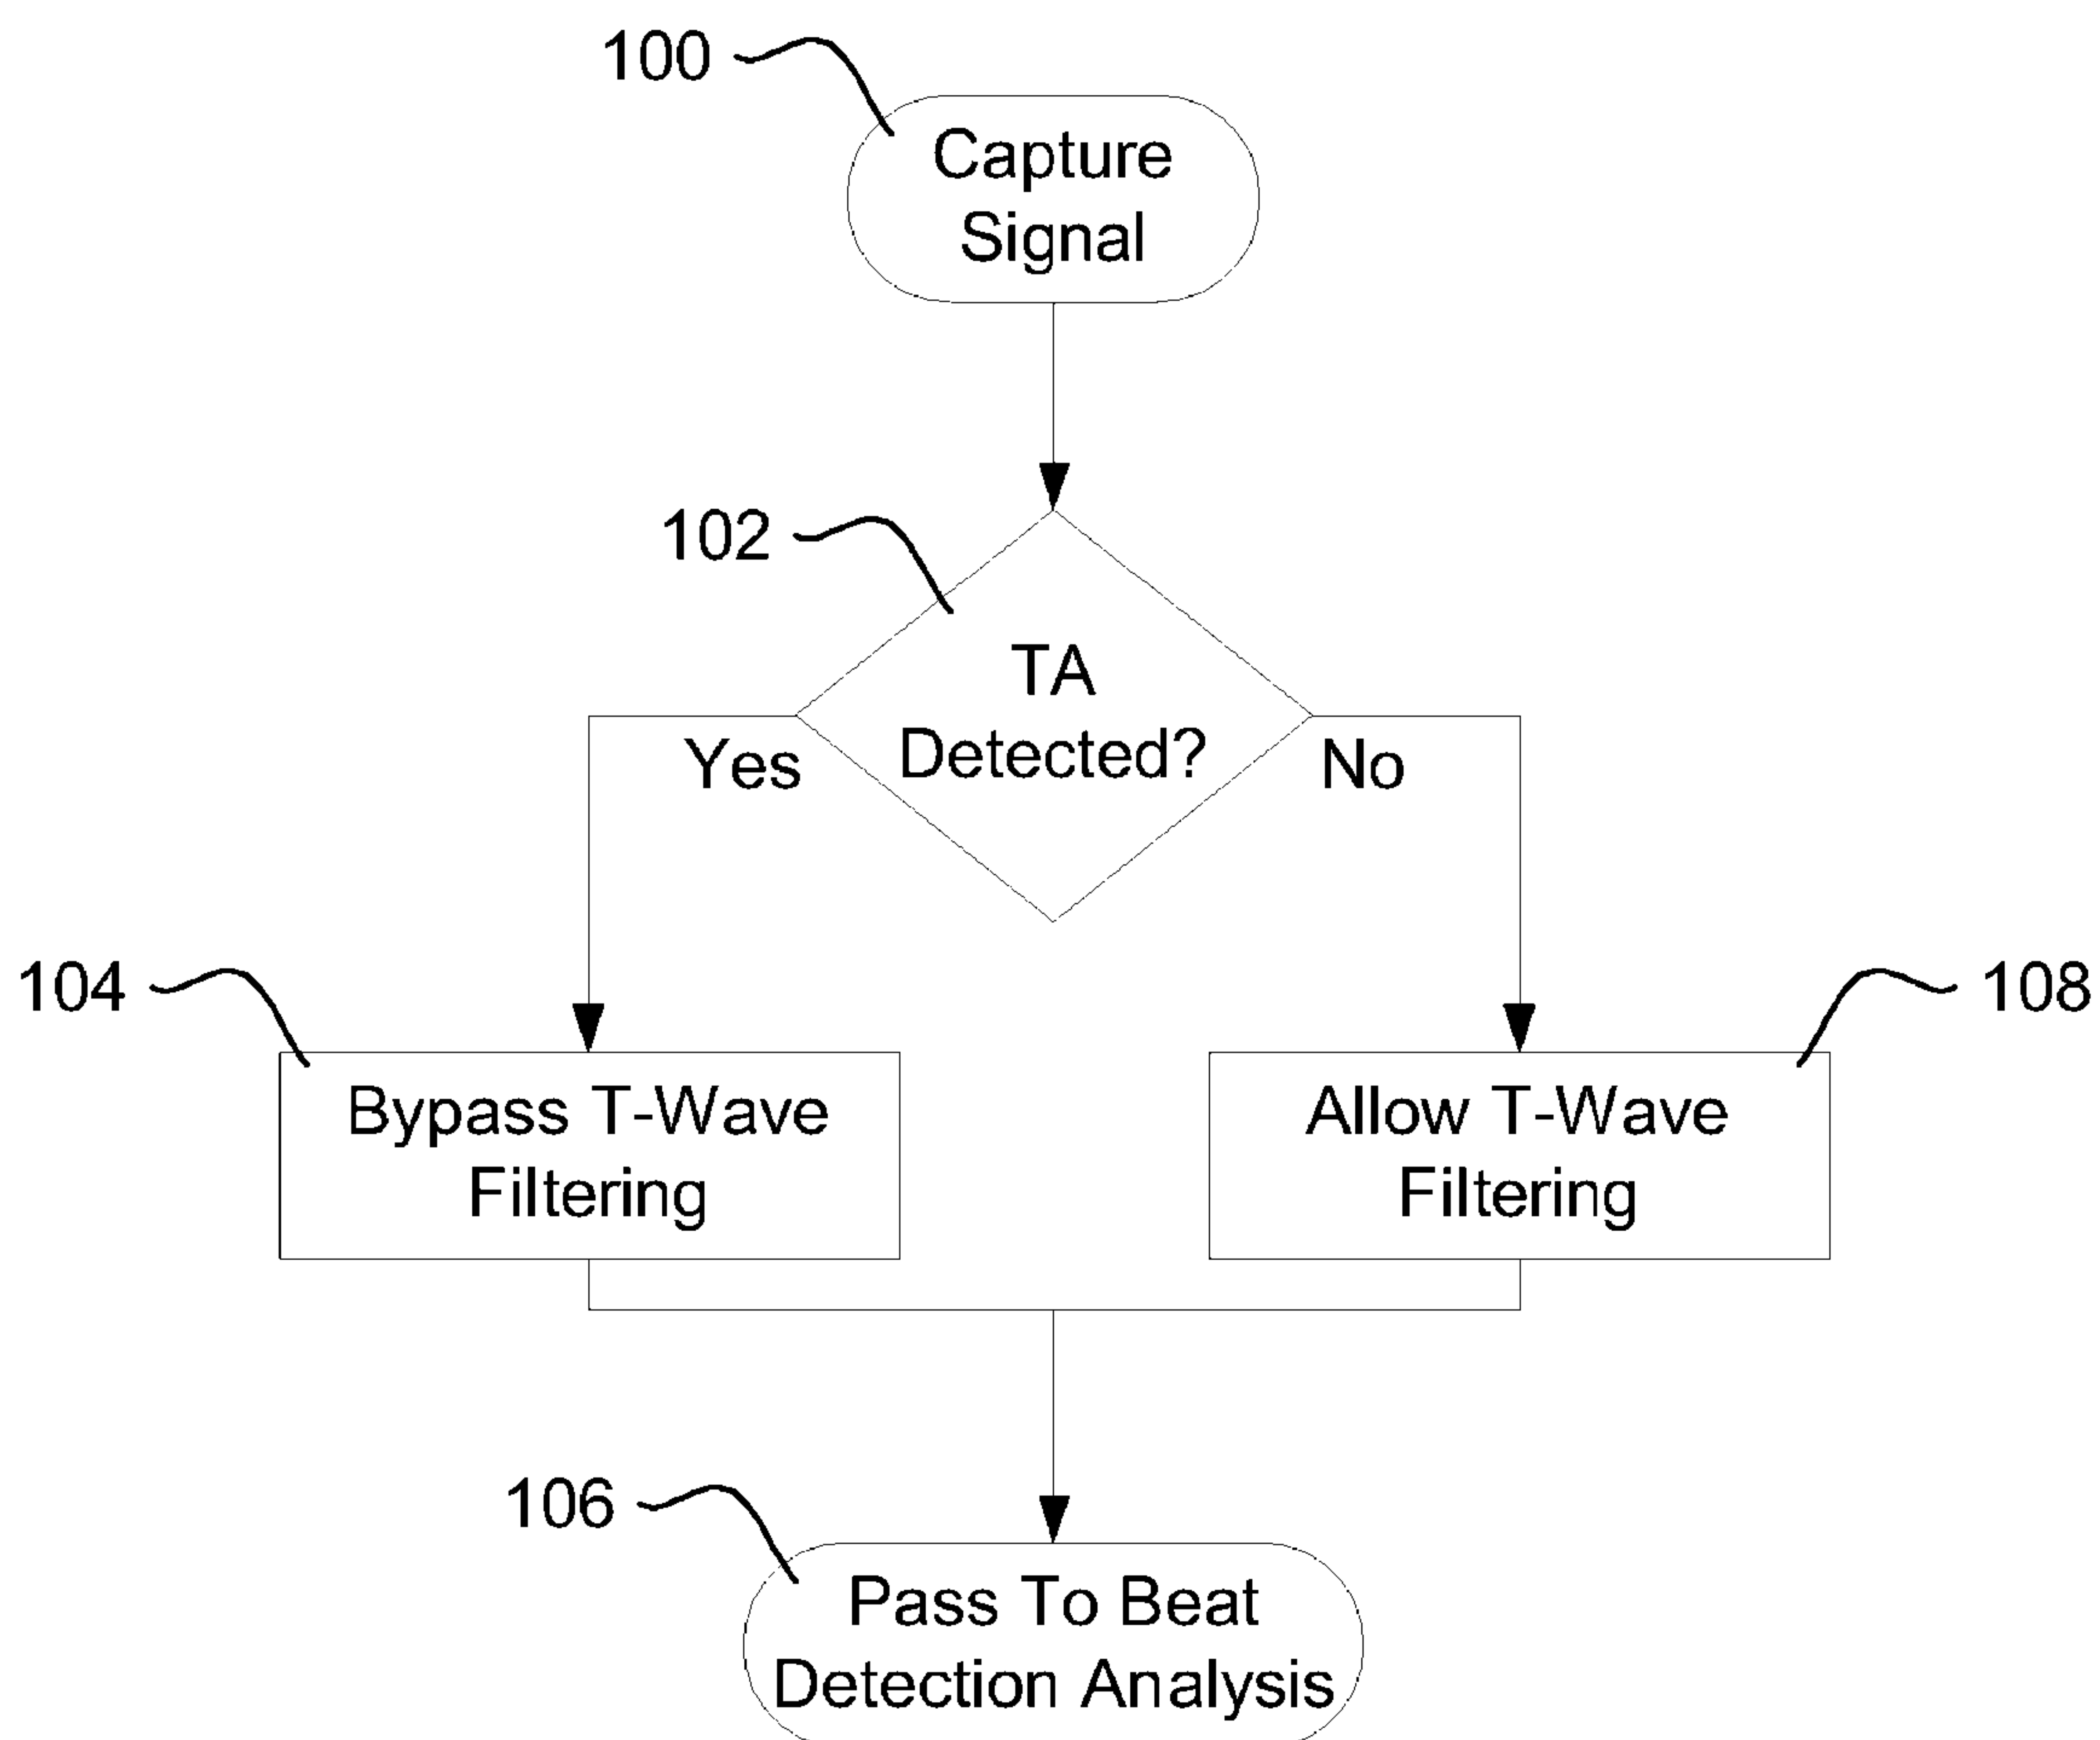 100
Capture
Signal
102
TA
Detected?
Yes
No
104
108
Bypass T-Wave
Filtering
Allow T-Wave
Filtering
106
Pass To Beat
Detection Analysis